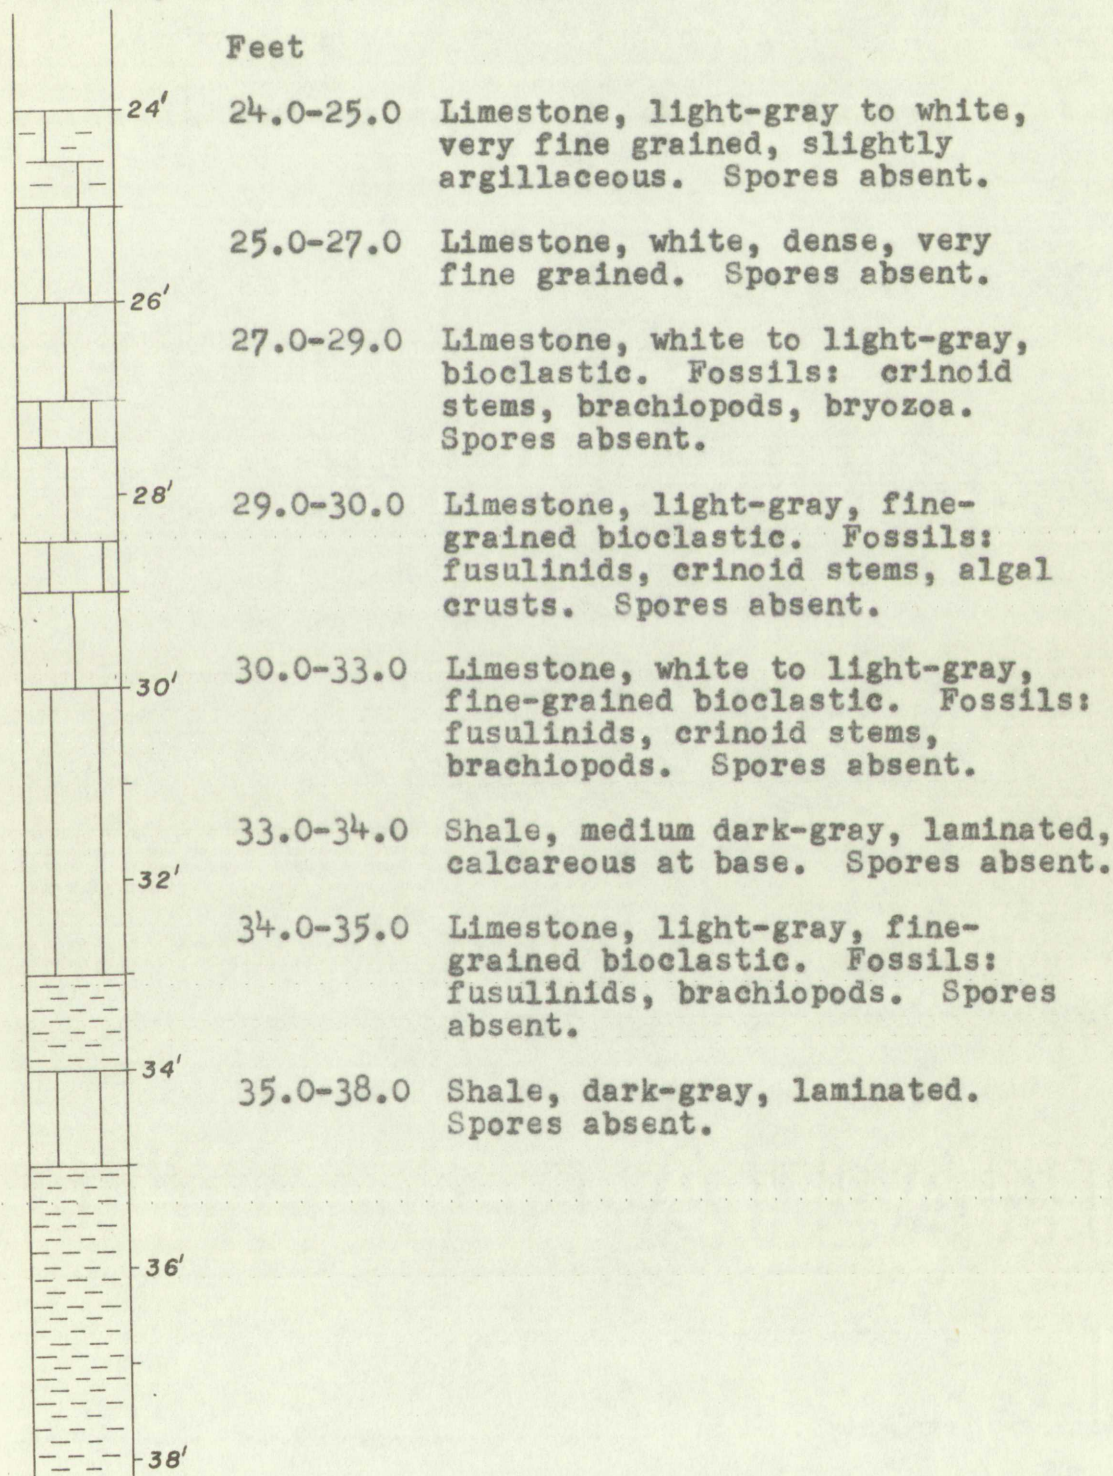 Feet
24'
24.0-25.0 Limestone, light-gray to white,
very fine grained, slightly
argillaceous. Spores absent.
25.0-27.0 Limestone, white, dense, very
fine grained. Spores absent.
26'
27.0-29.0 Limestone, white to light-gray,
bioclastic. Fossils: crinoid
stems, brachiopods, bryozoa.
Spores absent.
28'
29.0-30.0 Limestone, light-gray, fine-
grained bioclastic. Fossils:
fusulinids, crinoid stems, algal
crusts. Spores absent.
30'
30.0-33.0 Limestone, white to light-gray,
fine-grained bioclastic. Fossils:
fusulinids, crinoid stems,
brachiopods. Spores absent.
33.0-34.0 Shale, medium dark-gray, laminated,
calcareous at base. Spores absent.
32'
34.0-35.0 Limestone, light-gray, fine-
grained bioclastic. Fossils:
fusulinids, brachiopods. Spores
absent.
34'
35.0-38.0 Shale, dark-gray, laminated.
Spores absent.
36'
38'